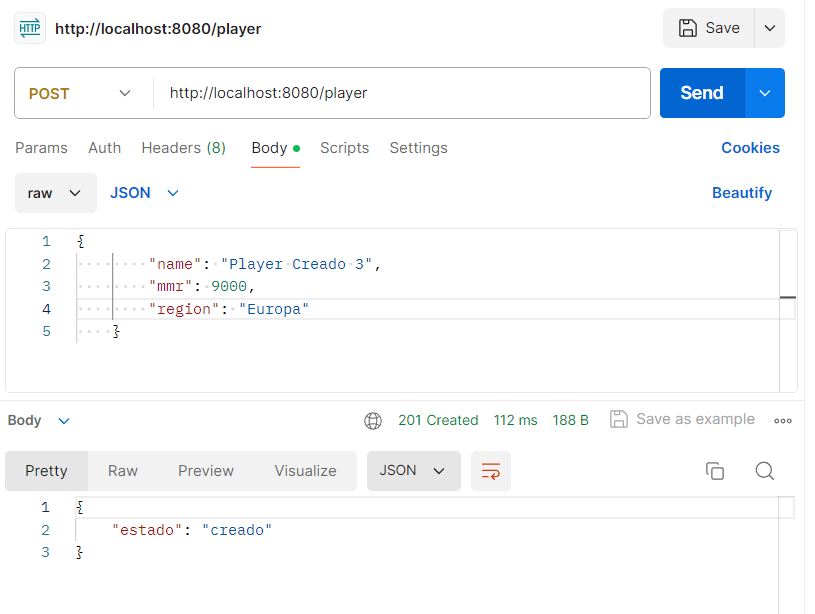 HTTP http://localhost:8080/player Save
POST http://localhost:8080/player Send
Params Auth Headers (8) Body Scripts Settings Cookies
raw JSON Beautify
1 {
2 "name": "Player Creado 3",
3 "mmr": 9000,
4 "region": "Europa"
5 }
Body 201 Created 112 ms 188 B Save as example
Pretty Raw Preview Visualize JSON
1 {
2 "estado": "creado"
3 }